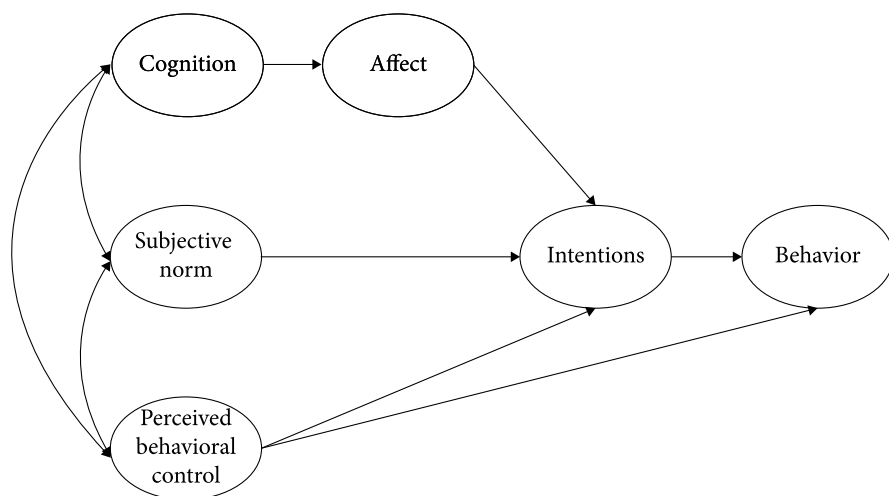 Cognition
Affect
Subjective
norm
Intentions
Behavior
Perceived
behavioral
control